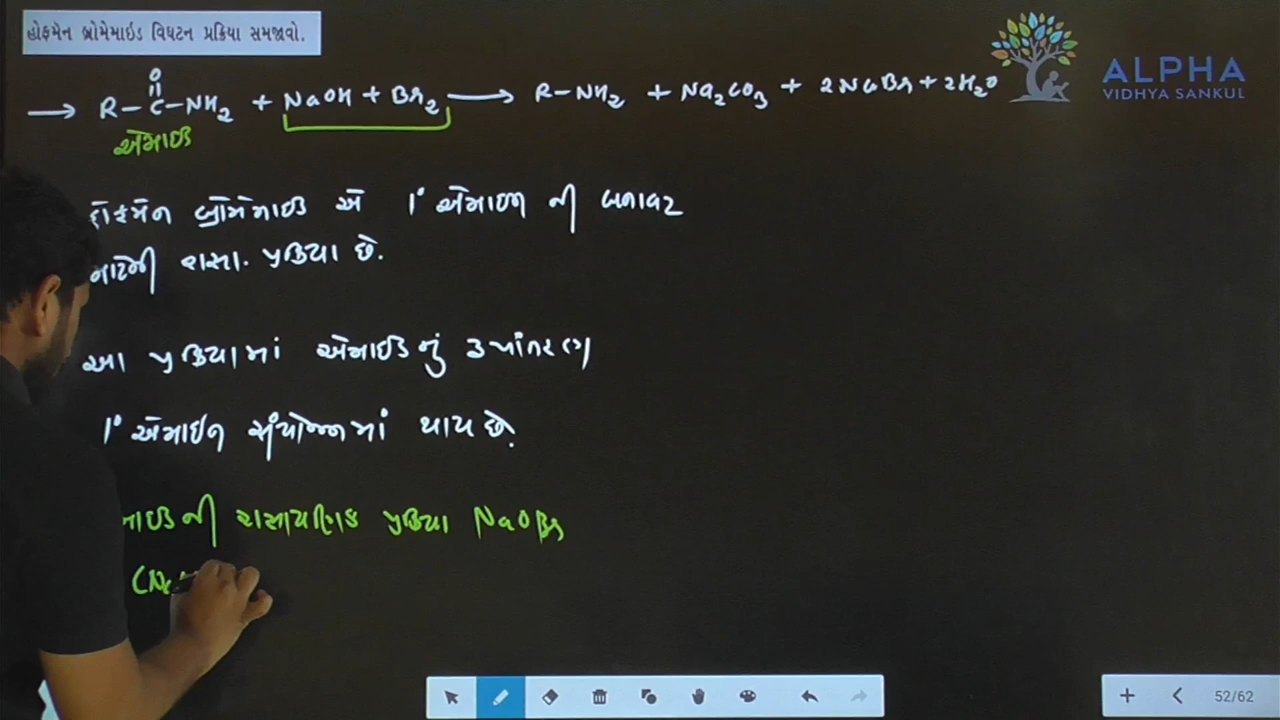 હોફમેન બ્રોમેમાઇડ વિઘટન પ્રક્રિયા સમજાવો.
ALPHA
VIDHYA SANKUL
O
R-C-NH2 + NaOH + Br2 → R-NH2 + Na2CO3 + 2NaBr + 2H2O
એમાઇડ
હોફમેન બ્રોમેમાઇડ એ 1° એમાઇન ની બનાવટ
માટેની રાસા. પ્રક્રિયા છે.
આ પ્રક્રિયામાં એમાઇડનું રૂપાંતરણ
1° એમાઇન સંયોજનમાં થાય છે.
માઇડની રાસાયણિક પ્રક્રિયા NaOBr
52/62